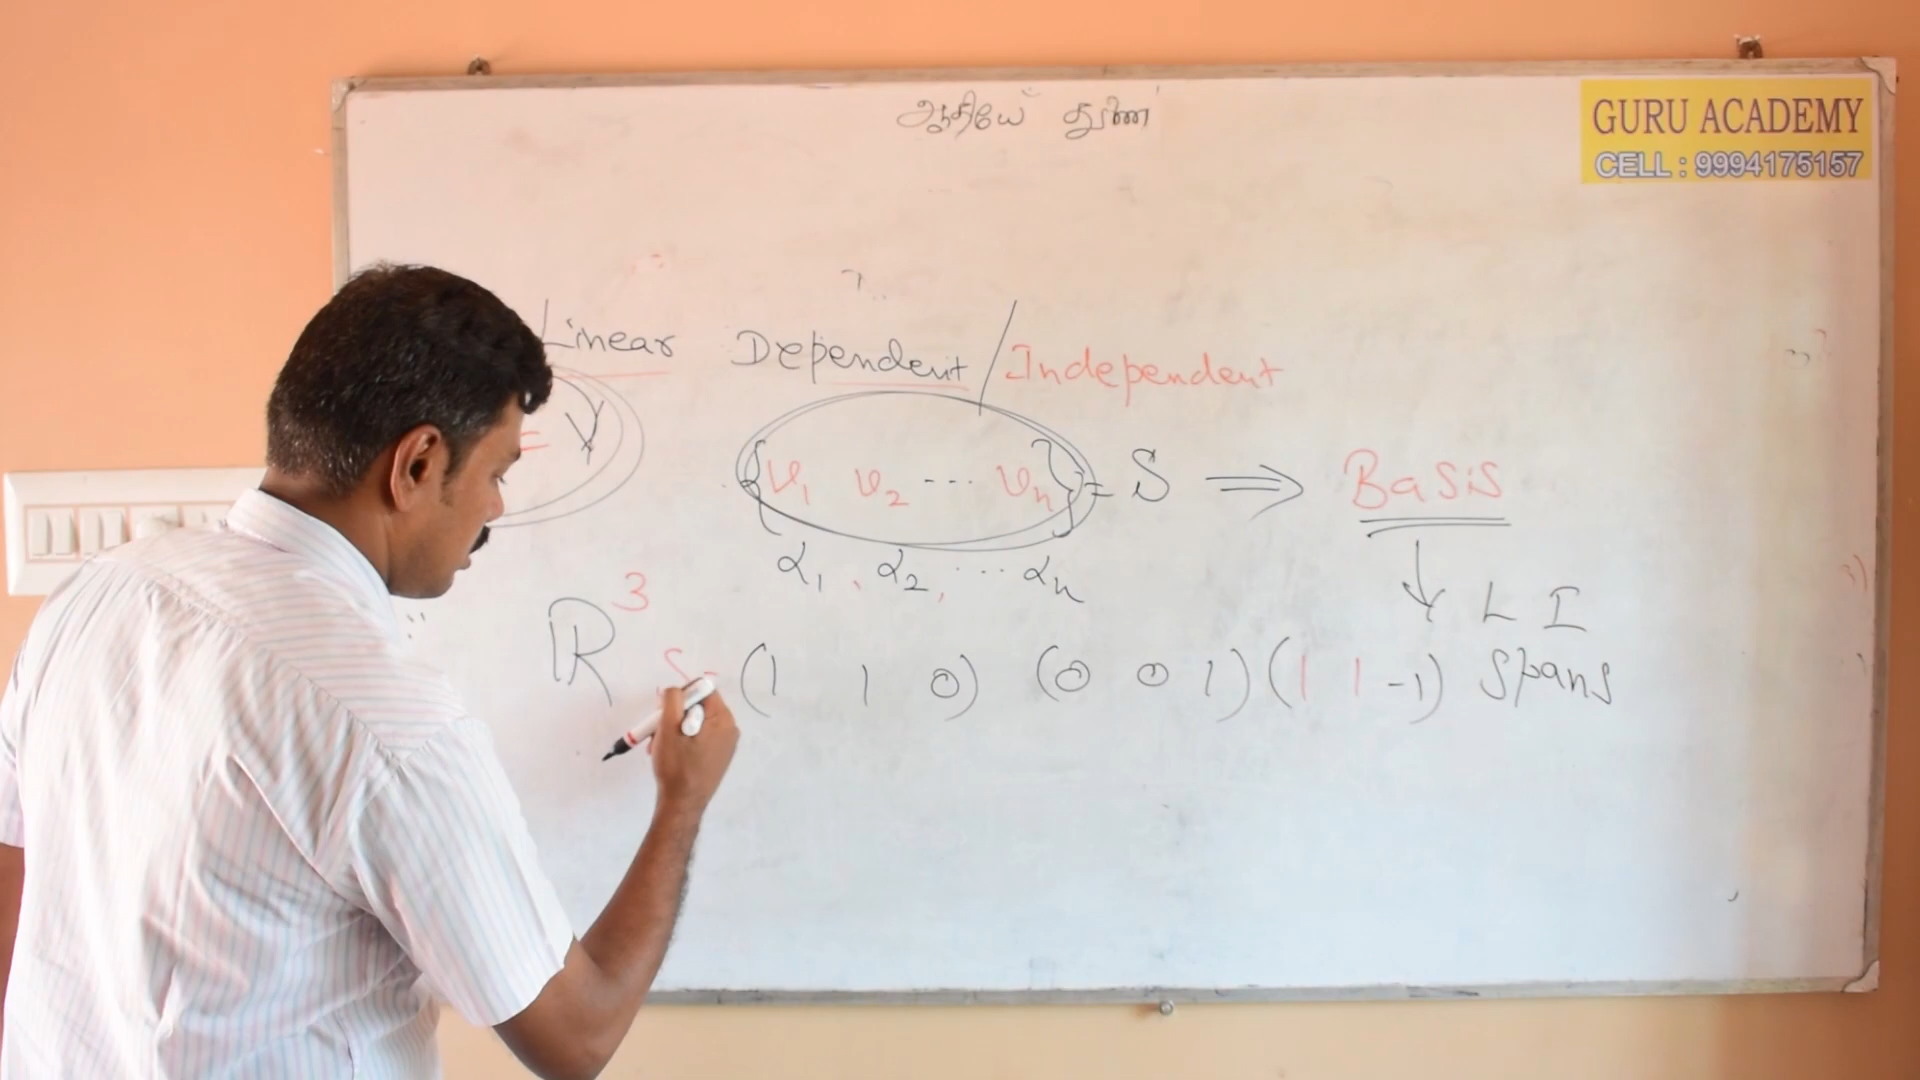 ஆதியே துணை
GURU ACADEMY
CELL : 9994175157
Linear Dependent / Independent
= V
{v₁ v₂ --- vₙ} = S ⟹ Basis
α₁, α₂, ... αₙ
↓ L I
ℝ³
S = (1 1 0) (0 0 1) (1 1 -1) Spans